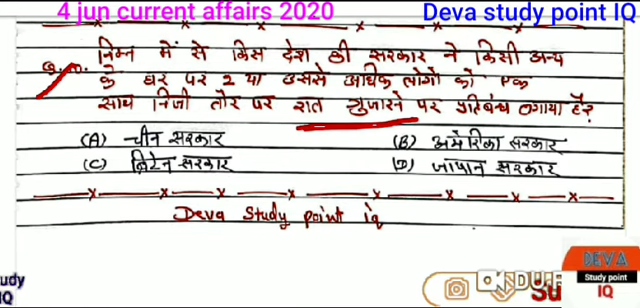 4 jun current affairs 2020
Deva study point IQ
निम्न में से किस देश की सरकार ने किसी अन्य
के घर पर 2 या उससे अधिक लोगों को एक
साथ निजी तौर पर रात गुजारने पर प्रतिबंध लगाया है?
(A) चीन सरकार
(B) अमेरिका सरकार
(C) ब्रिटेन सरकार
(D) जापान सरकार
Deva Study point iq
DEVA
Study point
IQ
udy
IQ
Su